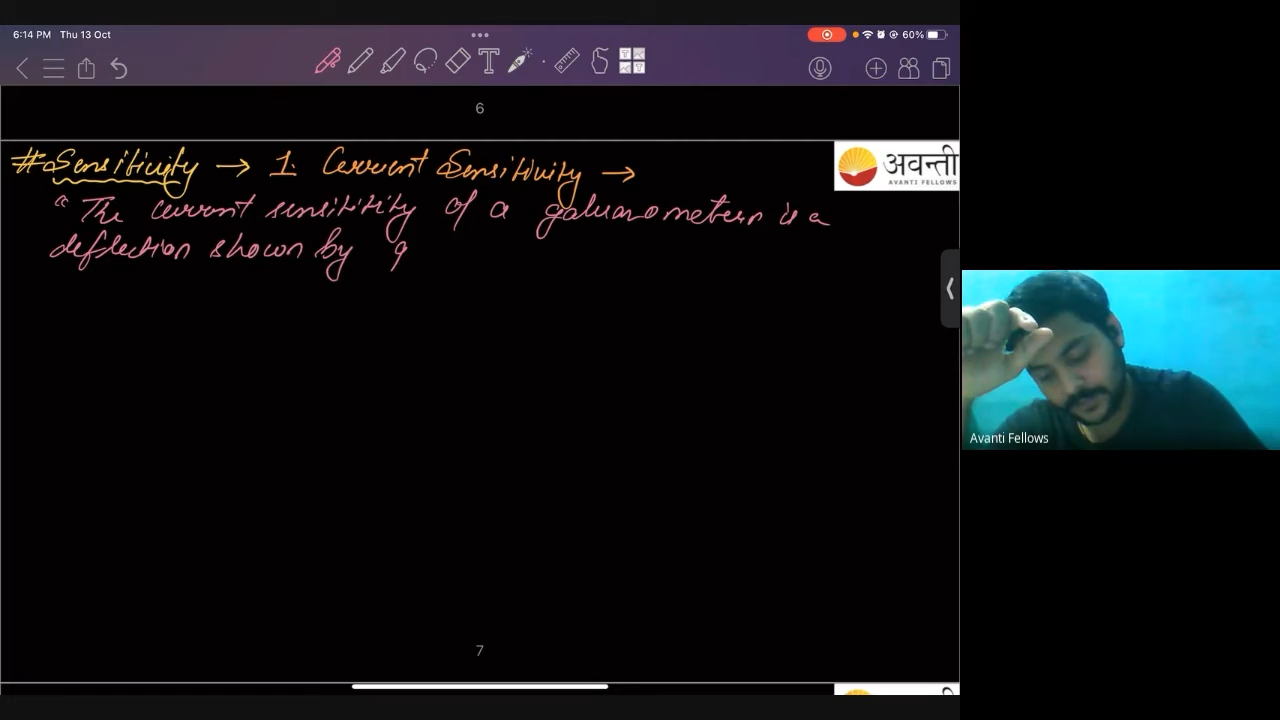 6:14 PM Thu 13 Oct
60%
6
#Sensitivity → 1. Current Sensitivity →
अवन्ती
AVANTI FELLOWS
"The current sensitivity of a galvanometer is a
deflection shown by g
Avanti Fellows
7